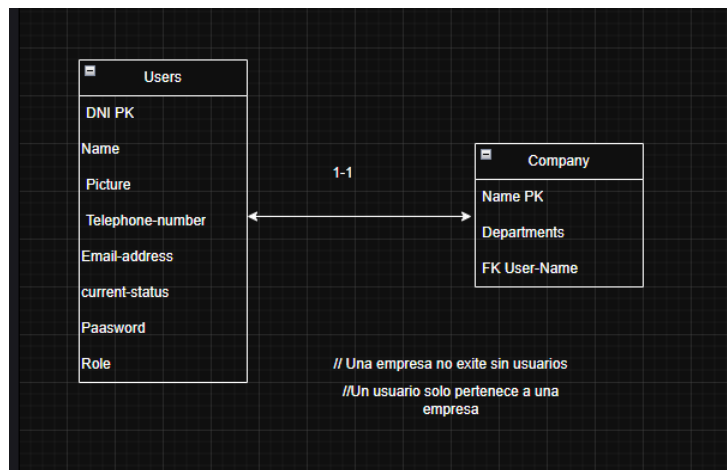 Users
DNI PK
Name
Picture
Telephone-number
Email-address
current-status
Paasword
Role
1-1
Company
Name PK
Departments
FK User-Name
// Una empresa no exite sin usuarios
//Un usuario solo pertenece a una
empresa